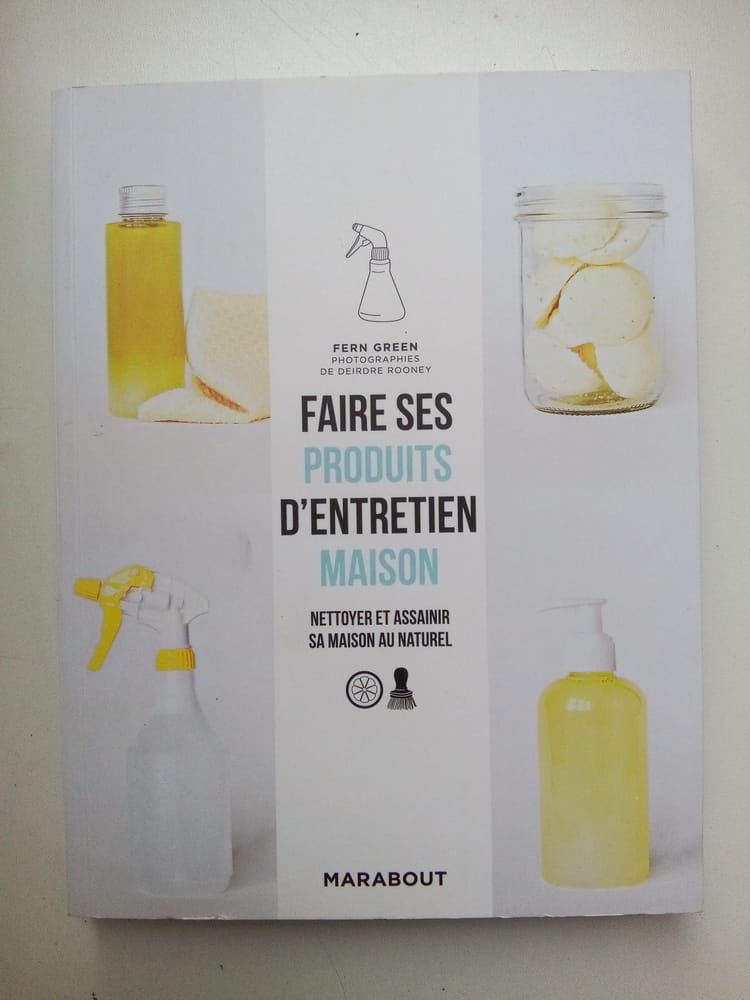 FERN GREEN
PHOTOGRAPHIES
DE DEIRDRE ROONEY
FAIRE SES
PRODUITS
D'ENTRETIEN
MAISON
NETTOYER ET ASSAINIR
SA MAISON AU NATUREL
MARABOUT